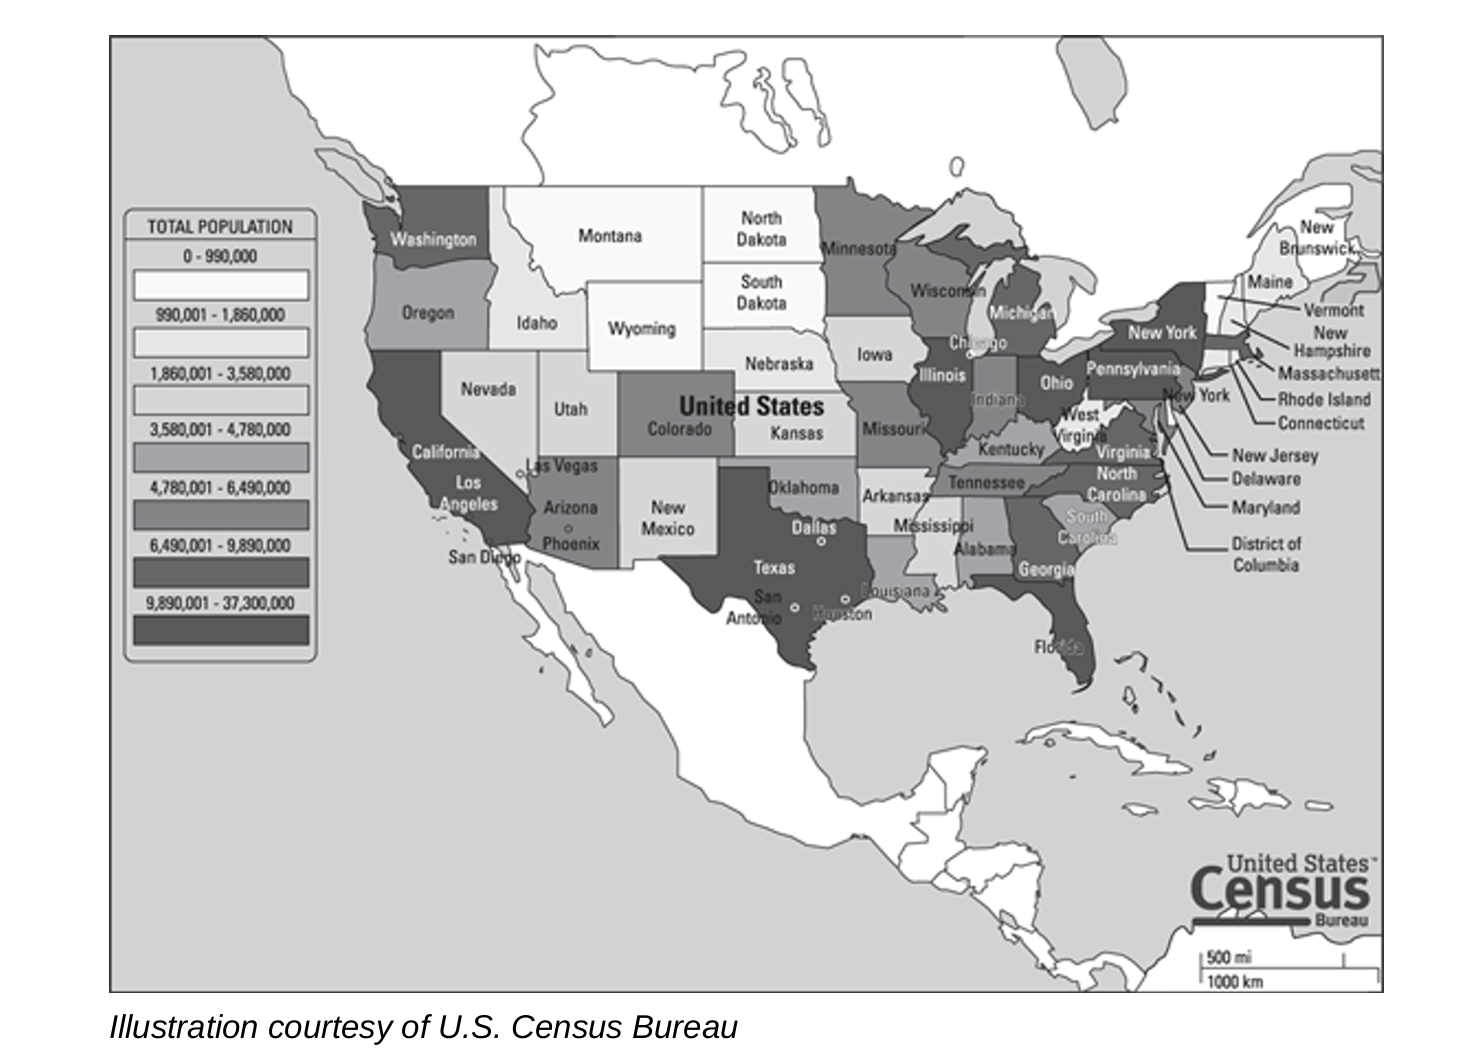 TOTAL POPULATION
0 - 990,000
990,001 - 1,860,000
1,860,001 - 3,580,000
3,580,001 - 4,780,000
4,780,001 - 6,490,000
6,490,001 - 9,890,000
9,890,001 - 37,300,000
Washington
Montana
North
Dakota
Minnesota
New
Brunswick
Oregon
Idaho
Wyoming
South
Dakota
Wisconsin
Michigan
Maine
Vermont
New
Hampshire
Massachusett
Rhode Island
Connecticut
New York
Nevada
Utah
Nebraska
Iowa
Chicago
Illinois
Indiana
Ohio
Pennsylvania
New York
United States
Colorado
Kansas
Missouri
Kentucky
West
Virginia
Virginia
New Jersey
Delaware
Maryland
District of
Columbia
California
Los
Angeles
Las Vegas
Arizona
Phoenix
San Diego
New
Mexico
Oklahoma
Arkansas
Tennessee
North
Carolina
South
Carolina
Dallas
Texas
San
Antonio
Houston
Louisiana
Mississippi
Alabama
Georgia
Florida
United States™
Census
Bureau
500 mi
1000 km
Illustration courtesy of U.S. Census Bureau